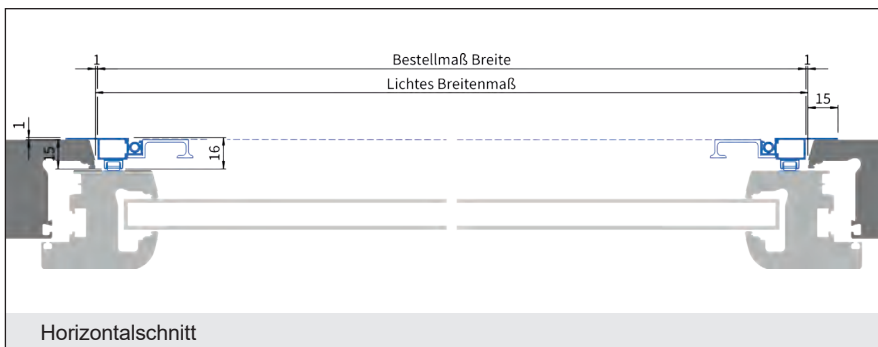 1 Bestellmaß Breite 1
Lichtes Breitenmaß
15
1
15
16
Horizontalschnitt